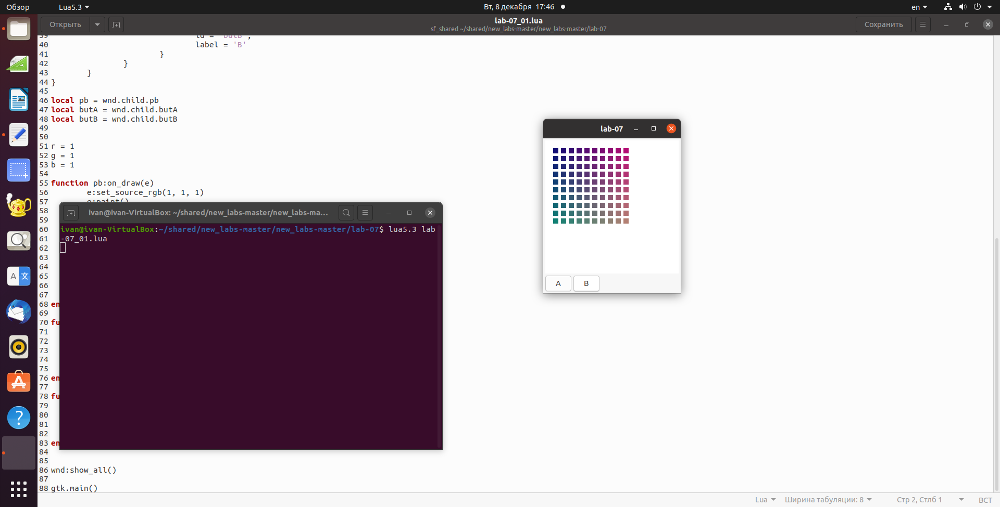 Обзор
Lua5.3
Вт, 8 декабря 17:46
en
Открыть
lab-07_01.lua
sf_shared ~/shared/new_labs-master/new_labs-master/lab-07
Сохранить
39 id = 'butB',
40 label = 'B'
41 }
42 }
43 }
44 }
45
46 local pb = wnd.child.pb
47 local butA = wnd.child.butA
48 local butB = wnd.child.butB
49
50
51 r = 1
52 g = 1
53 b = 1
54
55 function pb:on_draw(e)
56 e:set_source_rgb(1, 1, 1)
57 e:paint()
58
59
60
61
62
63
64
65
66
67
68 en
69
70 fu
71
72
73
74
75
76 en
77
78 fu
79
80
81
82
83 en
84
85
86 wnd:show_all()
87
88 gtk.main()
ivan@ivan-VirtualBox: ~/shared/new_labs-master/new_labs-ma...
ivan@ivan-VirtualBox:~/shared/new_labs-master/new_labs-master/lab-07$ lua5.3 lab
-07_01.lua
lab-07
A
B
Lua
Ширина табуляции: 8
Стр 2, Стлб 1
ВСТ